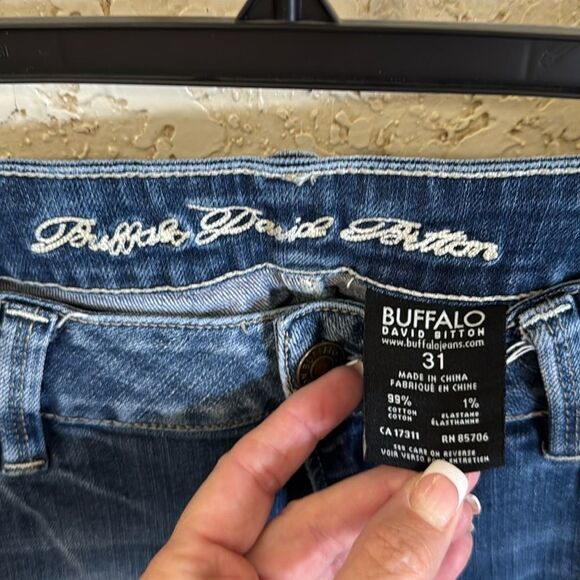 Buffalo David Bitton
BUFFALO
DAVID BITTON
www.buffalojeans.com
31
MADE IN CHINA
FABRIQUÉ EN CHINE
99% 1%
COTTON ELASTANE
COTON ÉLASTHANNE
CA 17311 RN 85706
SEE CARE ON REVERSE
VOIR VERSO POUR ENTRETIEN